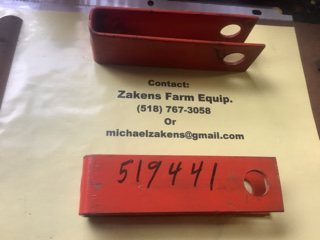 Contact:
Zakens Farm Equip.
(518) 767-3058
Or
michaelzakens@gmail.com
519441